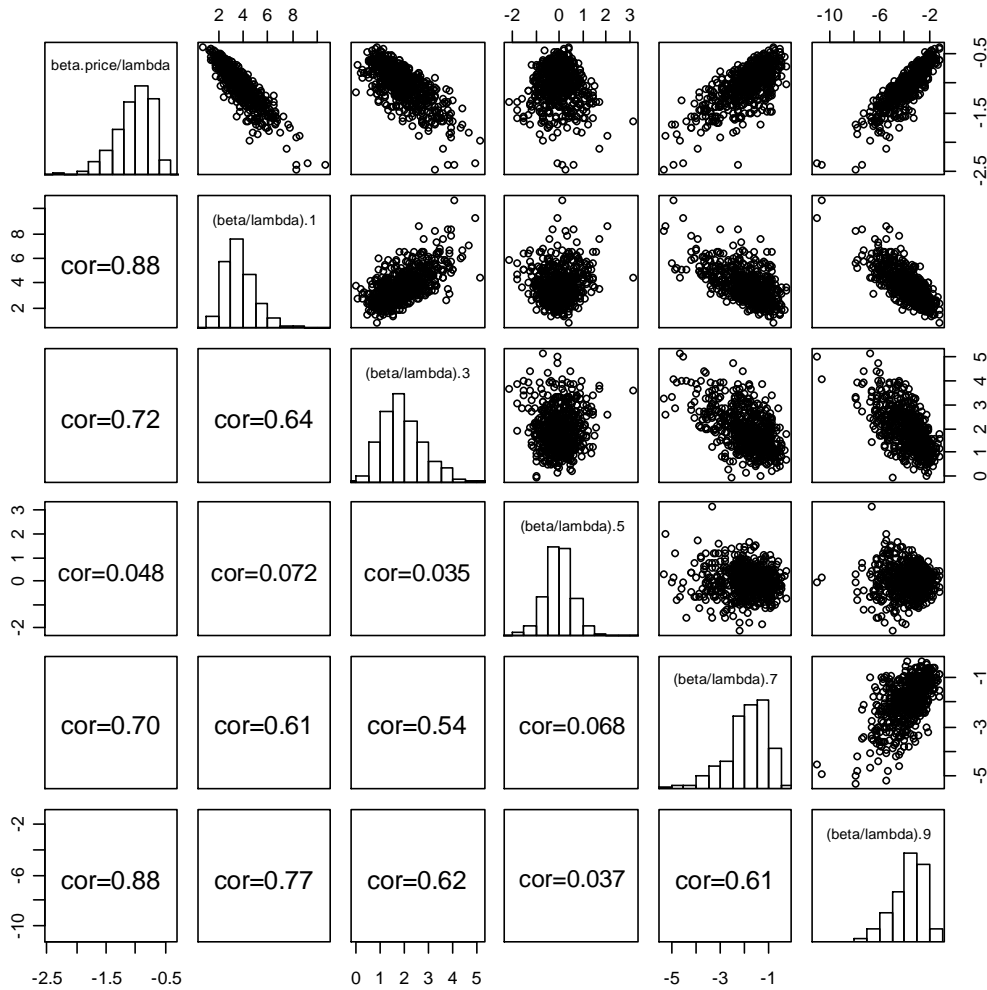 2 4 6 8
-2 0 1 2 3
-10 -6 -2
beta.price/lambda
-2.5 -1.5 -0.5
2 4 6 8
cor=0.88
(beta/lambda).1
cor=0.72
cor=0.64
(beta/lambda).3
0 1 2 3 4 5
-2 0 1 2 3
cor=0.048
cor=0.072
cor=0.035
(beta/lambda).5
cor=0.70
cor=0.61
cor=0.54
cor=0.068
(beta/lambda).7
-5 -3 -1
-10 -6 -2
cor=0.88
cor=0.77
cor=0.62
cor=0.037
cor=0.61
(beta/lambda).9
-2.5 -1.5 -0.5
0 1 2 3 4 5
-5 -3 -1